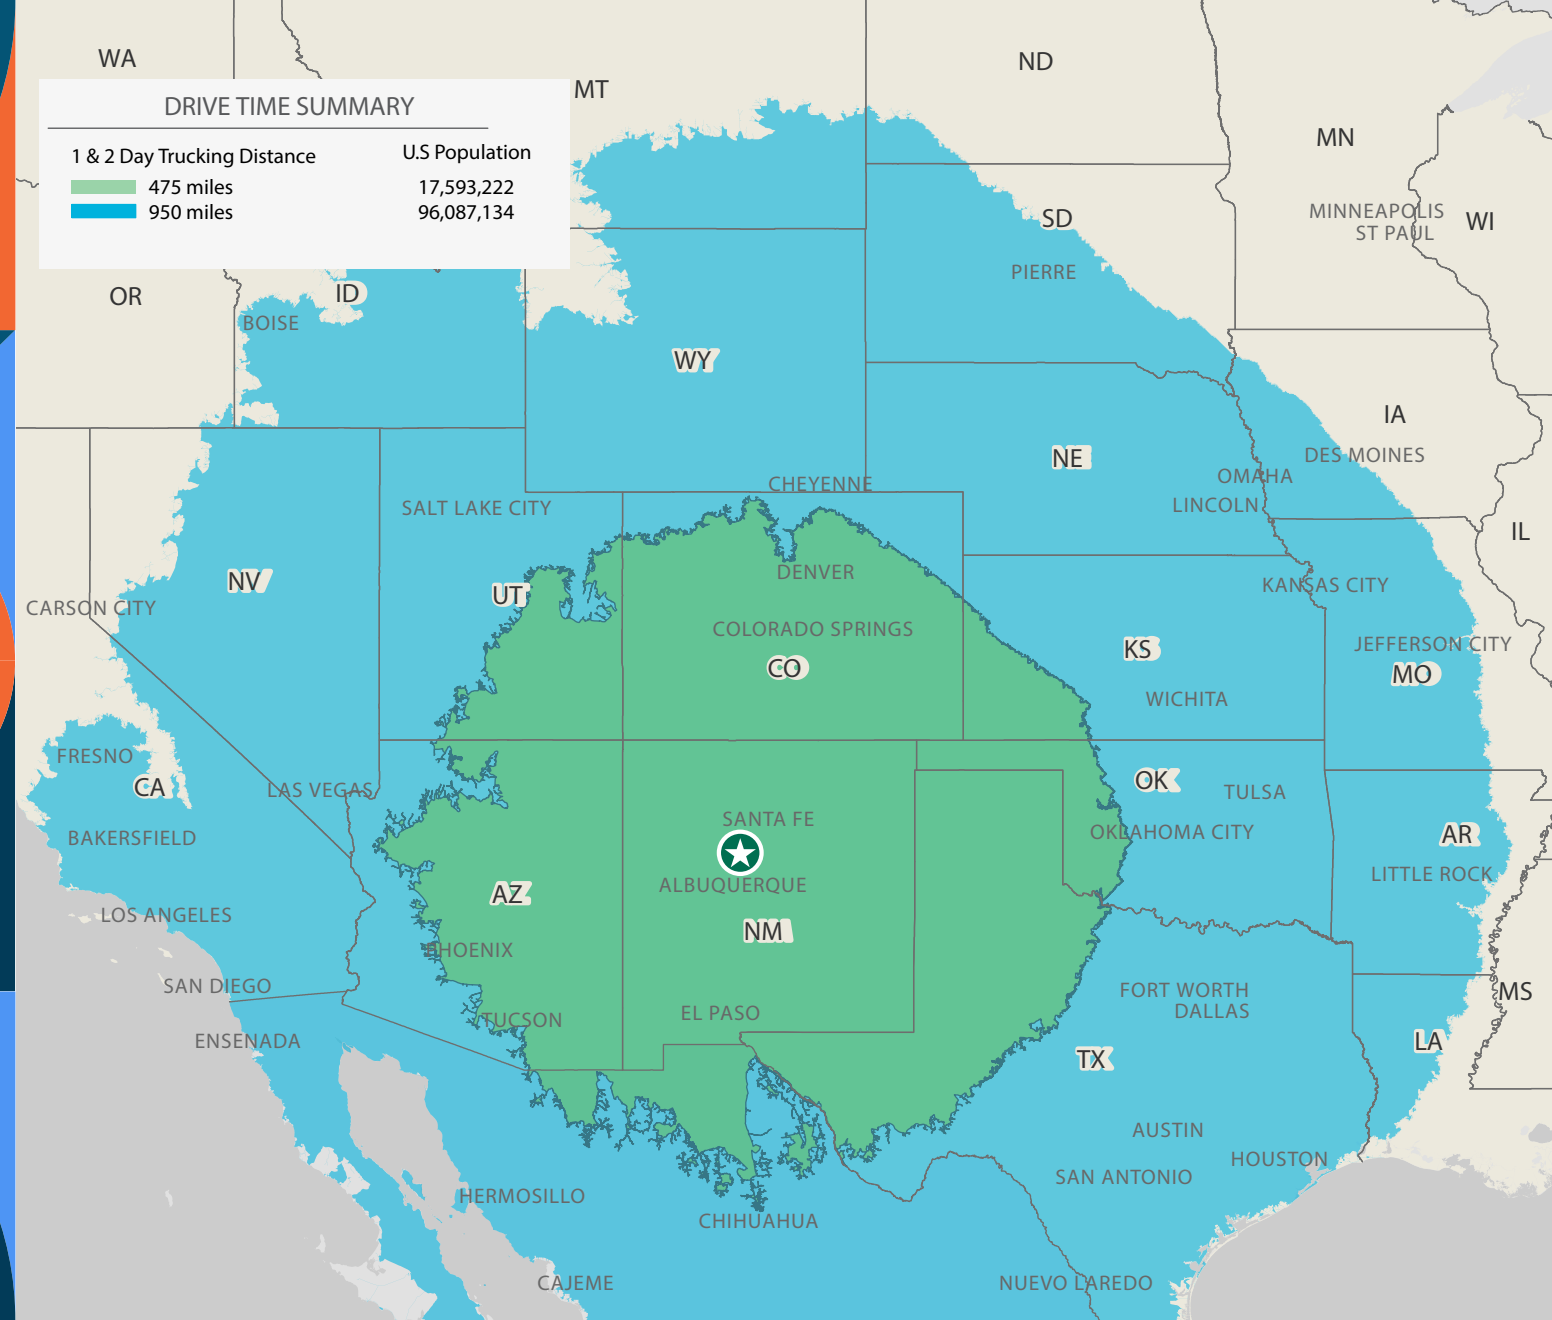 WA
MT
ND
MN
WI
DRIVE TIME SUMMARY
1 & 2 Day Trucking Distance
U.S Population
475 miles
17,593,222
950 miles
96,087,134
MINNEAPOLIS
ST PAUL
SD
PIERRE
OR
ID
BOISE
WY
IA
DES MOINES
NE
OMAHA
LINCOLN
CHEYENNE
SALT LAKE CITY
IL
NV
UT
DENVER
KANSAS CITY
CARSON CITY
COLORADO SPRINGS
CO
KS
JEFFERSON CITY
MO
WICHITA
FRESNO
CA
LAS VEGAS
OK
TULSA
SANTA FE
BAKERSFIELD
OKLAHOMA CITY
AR
LITTLE ROCK
ALBUQUERQUE
AZ
LOS ANGELES
NM
PHOENIX
SAN DIEGO
FORT WORTH
DALLAS
MS
EL PASO
TUCSON
ENSENADA
LA
TX
AUSTIN
HOUSTON
SAN ANTONIO
HERMOSILLO
CHIHUAHUA
CAJEME
NUEVO LAREDO